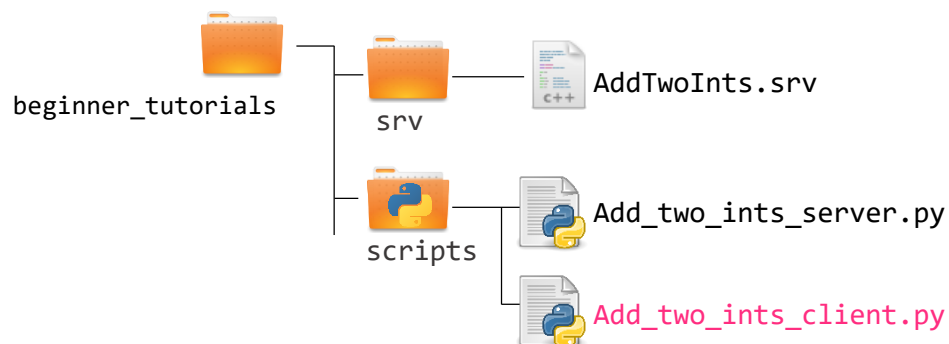 beginner_tutorials
srv
AddTwoInts.srv
C++
scripts
Add_two_ints_server.py
Add_two_ints_client.py